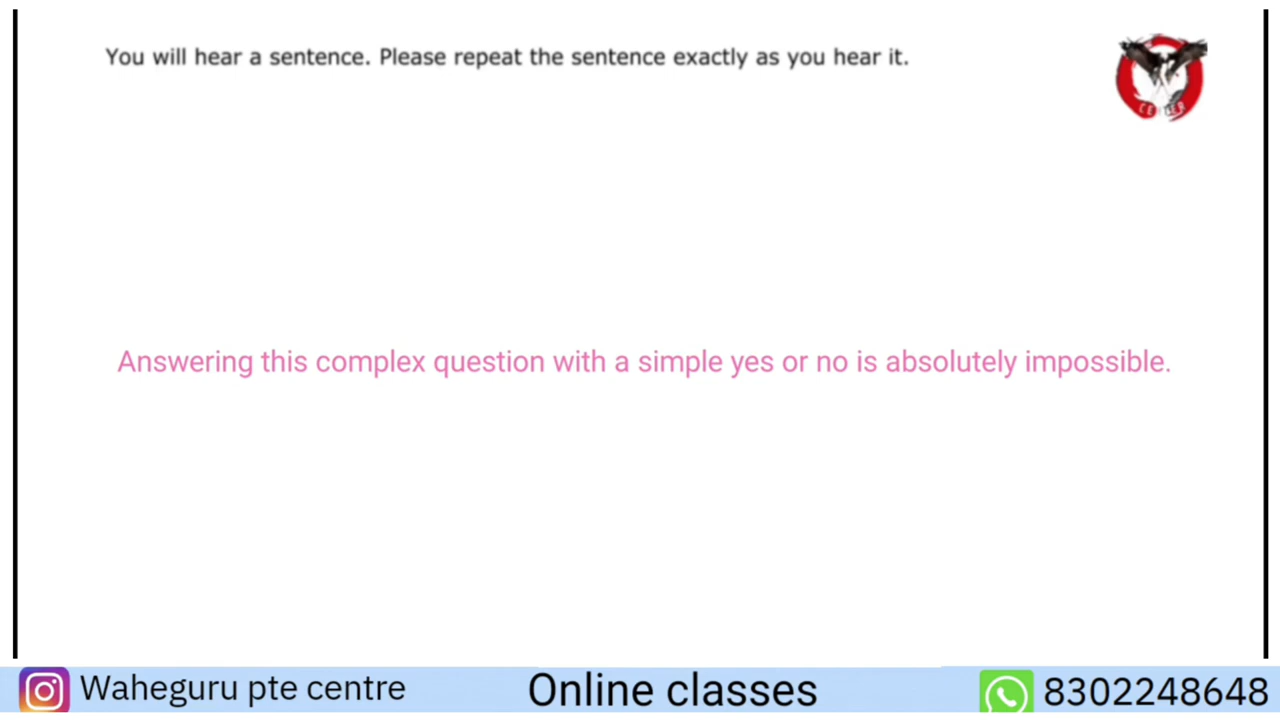 You will hear a sentence. Please repeat the sentence exactly as you hear it.
Answering this complex question with a simple yes or no is absolutely impossible.
Waheguru pte centre
Online classes
8302248648